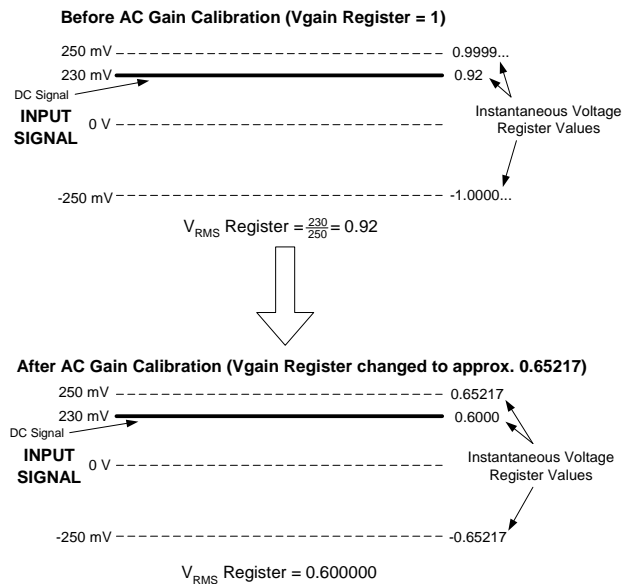 Before AC Gain Calibration (Vgain Register = 1)
250 mV 0.9999...
230 mV 0.92
DC Signal
INPUT SIGNAL
0 V
Instantaneous Voltage Register Values
-250 mV -1.0000...
VRMS Register = 230/250 = 0.92
After AC Gain Calibration (Vgain Register changed to approx. 0.65217)
250 mV 0.65217
230 mV 0.6000
DC Signal
INPUT SIGNAL
0 V
Instantaneous Voltage Register Values
-250 mV -0.65217
VRMS Register = 0.600000